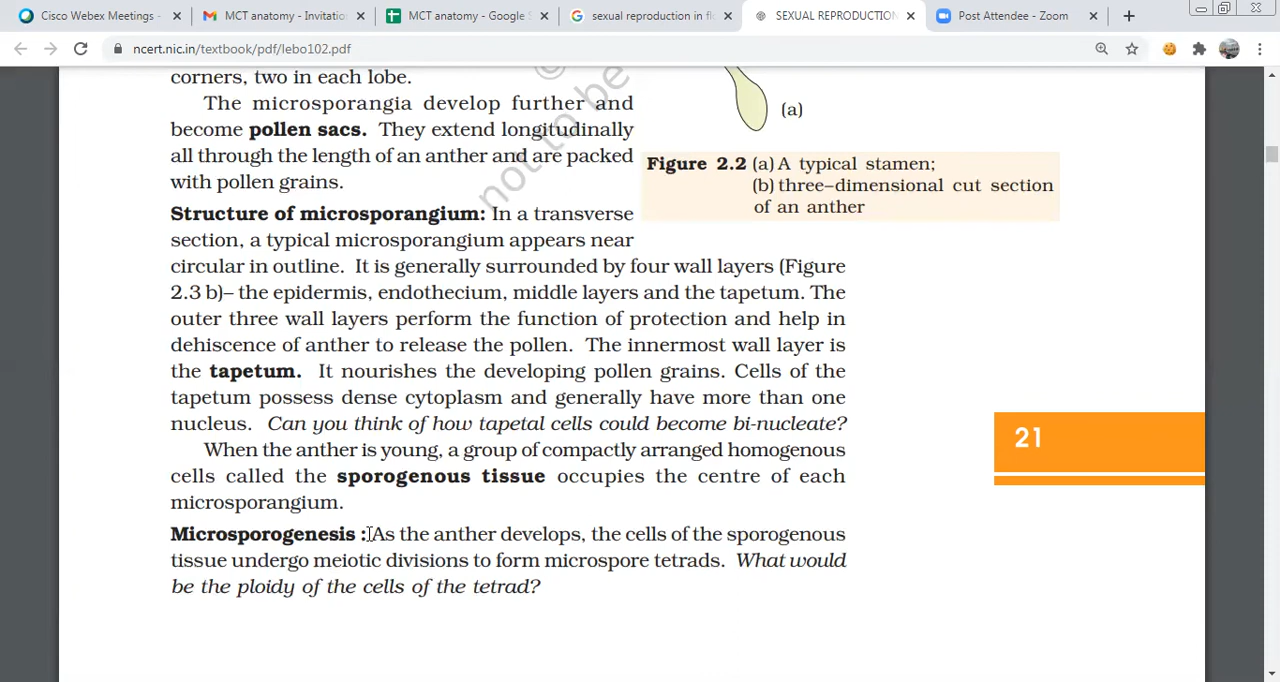 Cisco Webex Meetings -
MCT anatomy - Invitatio
MCT anatomy - Google S
sexual reproduction in fl
SEXUAL REPRODUCTION
Post Attendee - Zoom
ncert.nic.in/textbook/pdf/lebo102.pdf
corners, two in each lobe.
The microsporangia develop further and
become pollen sacs. They extend longitudinally
all through the length of an anther and are packed
with pollen grains.
(a)
Figure 2.2 (a) A typical stamen;
(b) three–dimensional cut section
of an anther
not to be
©
Structure of microsporangium: In a transverse
section, a typical microsporangium appears near
circular in outline. It is generally surrounded by four wall layers (Figure
2.3 b)– the epidermis, endothecium, middle layers and the tapetum. The
outer three wall layers perform the function of protection and help in
dehiscence of anther to release the pollen. The innermost wall layer is
the tapetum. It nourishes the developing pollen grains. Cells of the
tapetum possess dense cytoplasm and generally have more than one
nucleus. Can you think of how tapetal cells could become bi-nucleate?
When the anther is young, a group of compactly arranged homogenous
cells called the sporogenous tissue occupies the centre of each
microsporangium.
21
Microsporogenesis : As the anther develops, the cells of the sporogenous
tissue undergo meiotic divisions to form microspore tetrads. What would
be the ploidy of the cells of the tetrad?